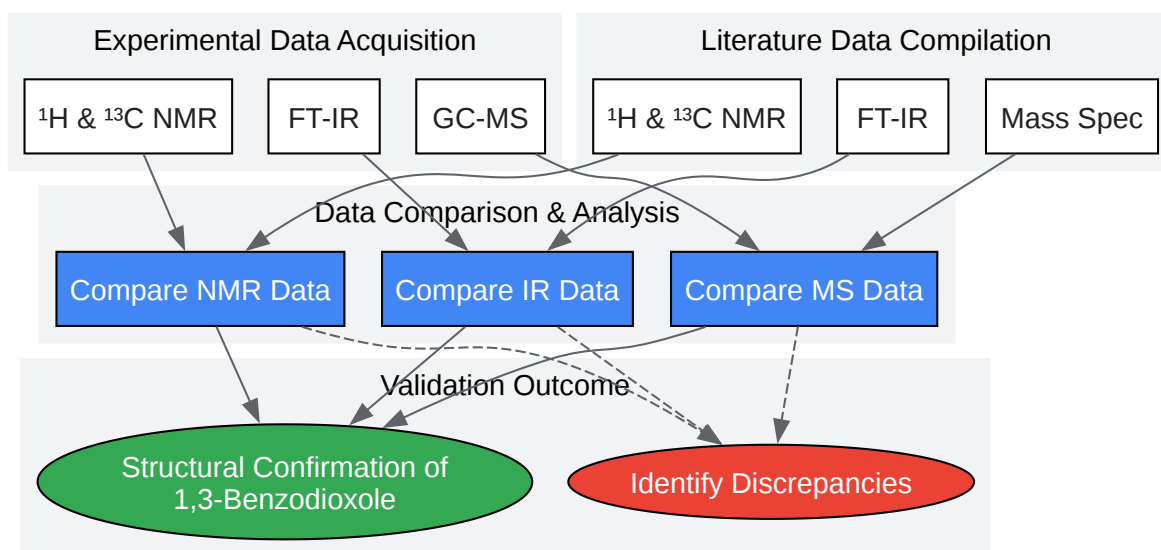 Experimental Data Acquisition
Literature Data Compilation
¹H & ¹³C NMR
FT-IR
GC-MS
¹H & ¹³C NMR
FT-IR
Mass Spec
Data Comparison & Analysis
Compare NMR Data
Compare IR Data
Compare MS Data
Validation Outcome
Structural Confirmation of
1,3-Benzodioxole
Identify Discrepancies